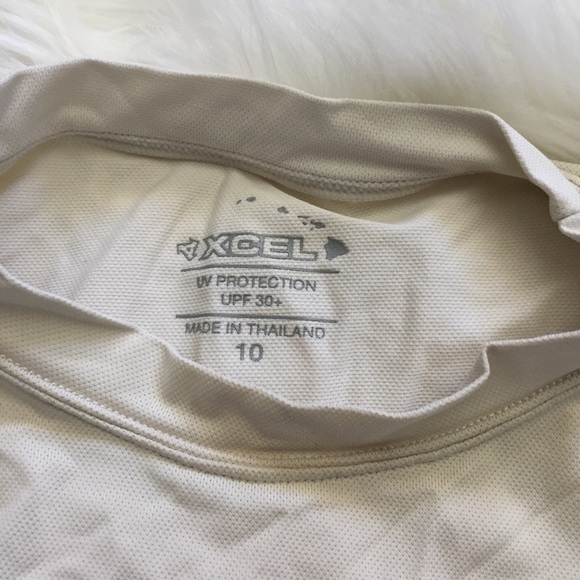 XCEL
UV PROTECTION
UPF 30+
MADE IN THAILAND
10